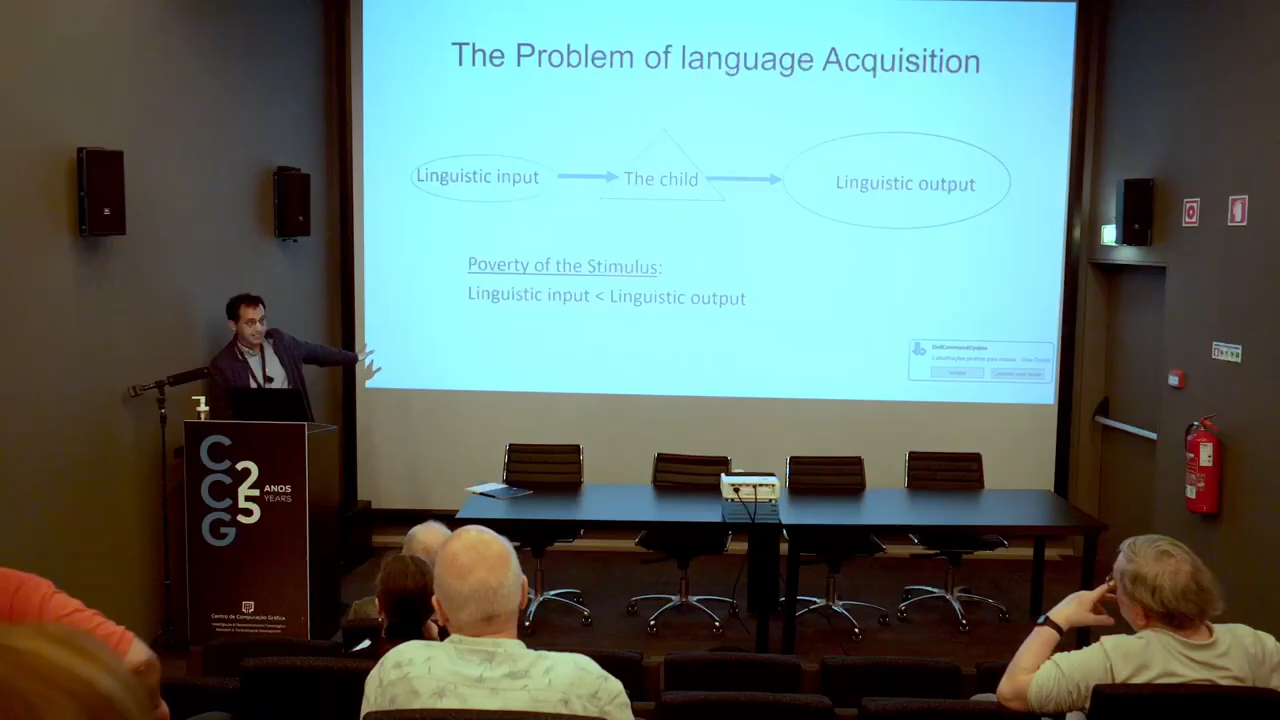 The Problem of language Acquisition
Linguistic input
The child
Linguistic output
Poverty of the Stimulus:
Linguistic input < Linguistic output
DellCommandUpdate
CCG
25
ANOS
YEARS
Centro de Computação Gráfica